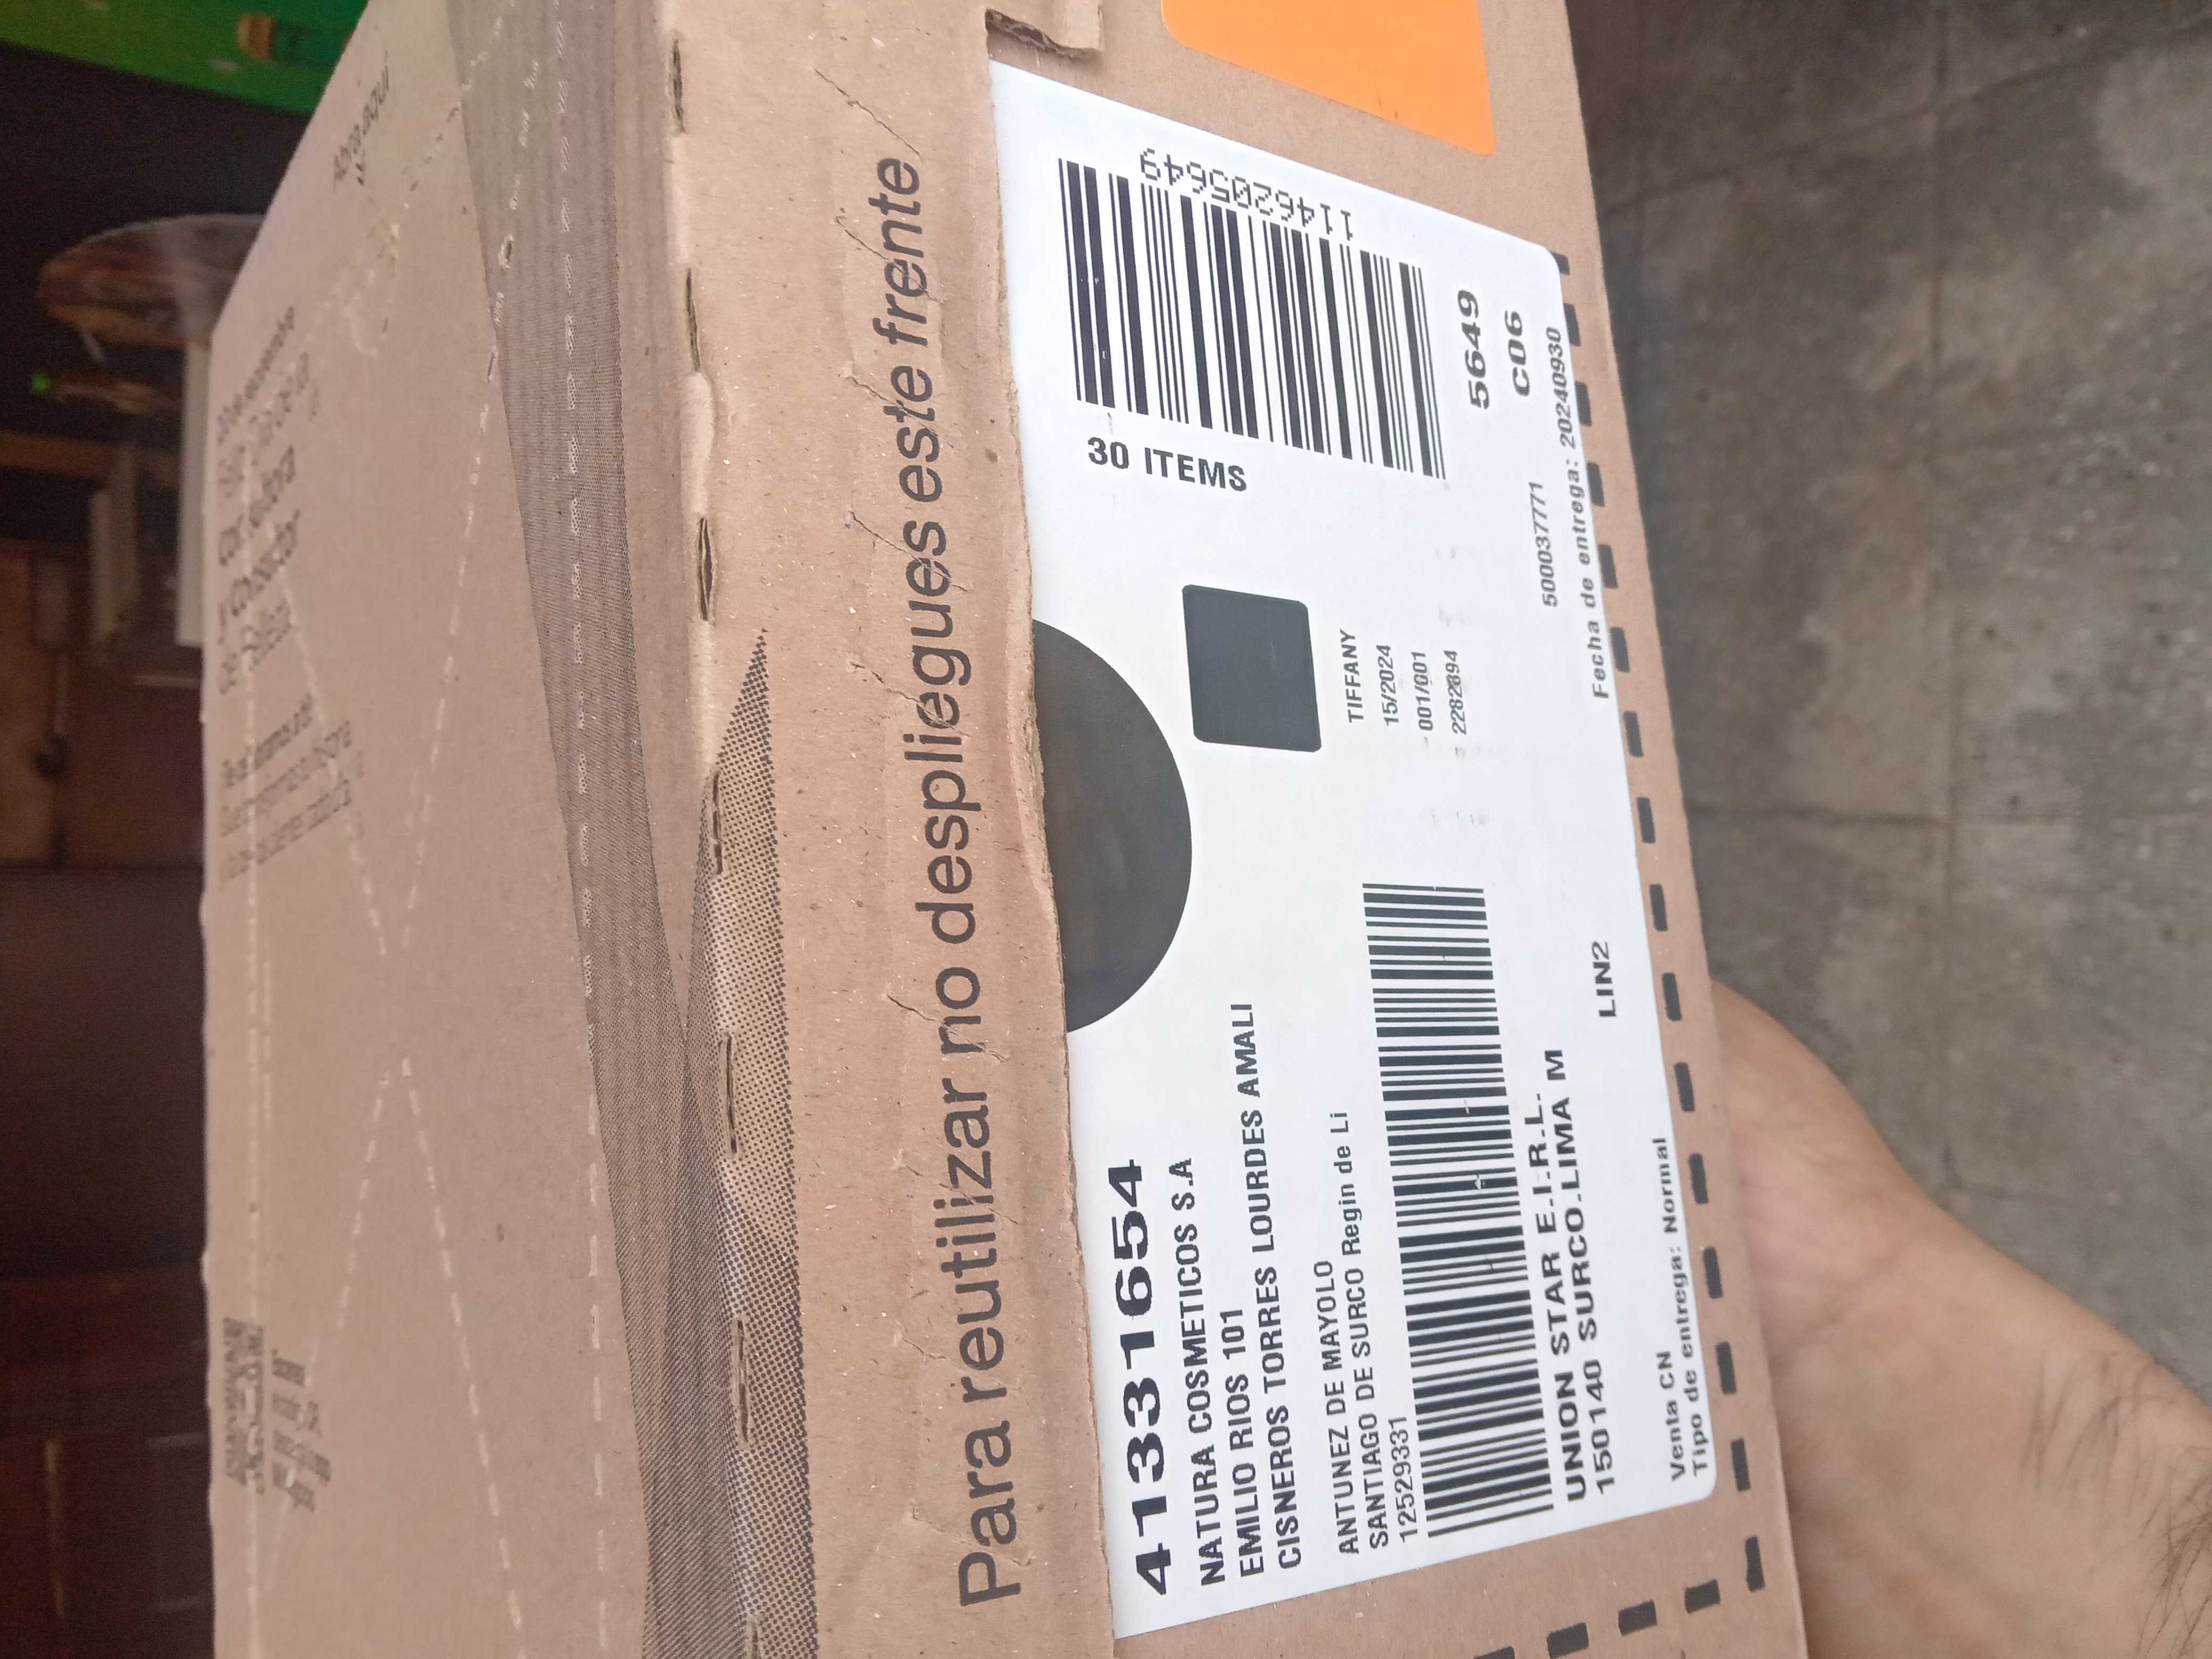 Abra aquí
Para reutilizar no despliegues este frente
41331654
NATURA COSMETICOS S.A
EMILIO RIOS 101
CISNEROS TORRES LOURDES AMALI
ANTUNEZ DE MAYOLO
SANTIAGO DE SURCO Regin de Li
12529331
UNION STAR E.I.R.L.
150140 SURCO.LIMA M
LIN2
Venta CN
Tipo de entrega: Normal
TIFFANY
15/2024
001/001
2282894
30 ITEMS
1146205649
5649
C06
500037771
Fecha de entrega: 20240930